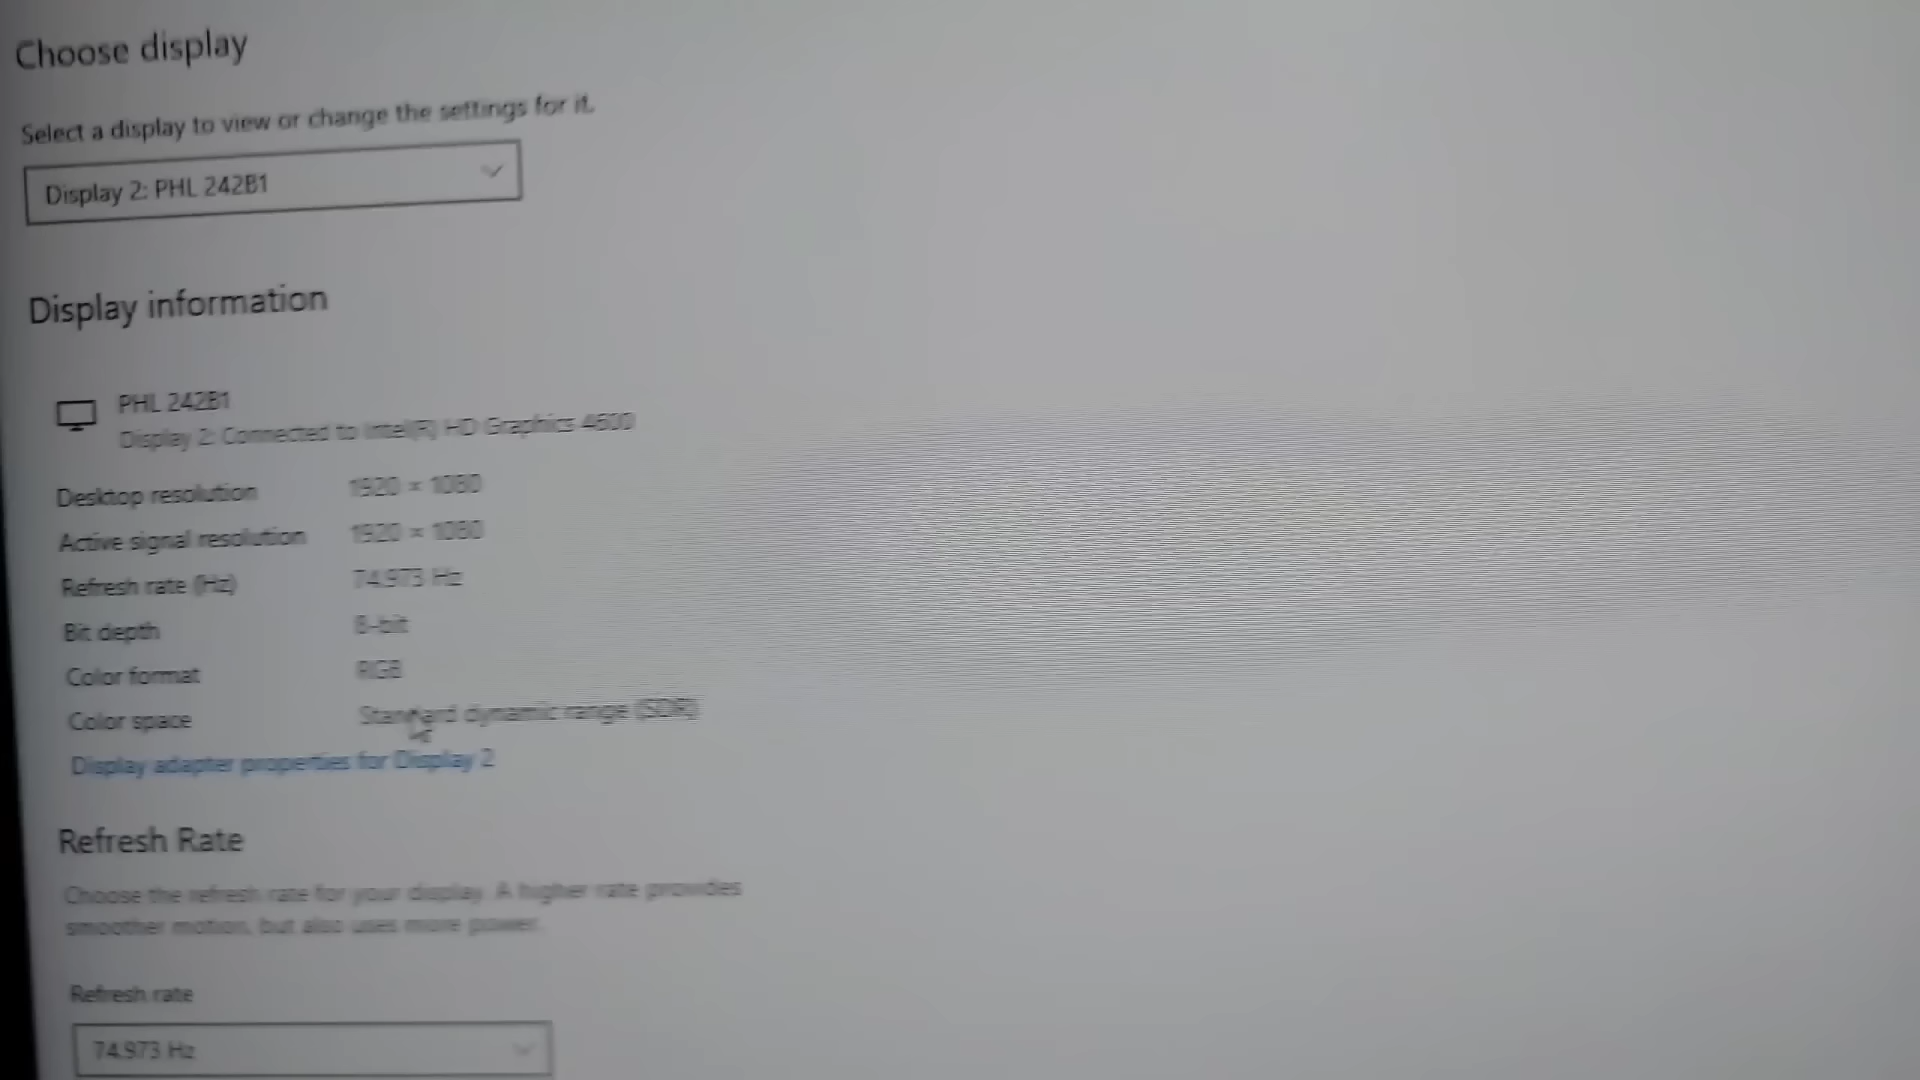 Choose display
Select a display to view or change the settings for it.
Display 2: PHL 242B1
Display information
PHL 242B1
Display 2: Connected to Intel(R) HD Graphics 4600
Desktop resolution 1920 × 1080
Active signal resolution 1920 × 1080
Refresh rate (Hz) 74.973 Hz
Bit depth 8-bit
Color format RGB
Color space Standard dynamic range (SDR)
Display adapter properties for Display 2
Refresh Rate
Choose the refresh rate for your display. A higher rate provides
smoother motion, but also uses more power.
Refresh rate
74.973 Hz